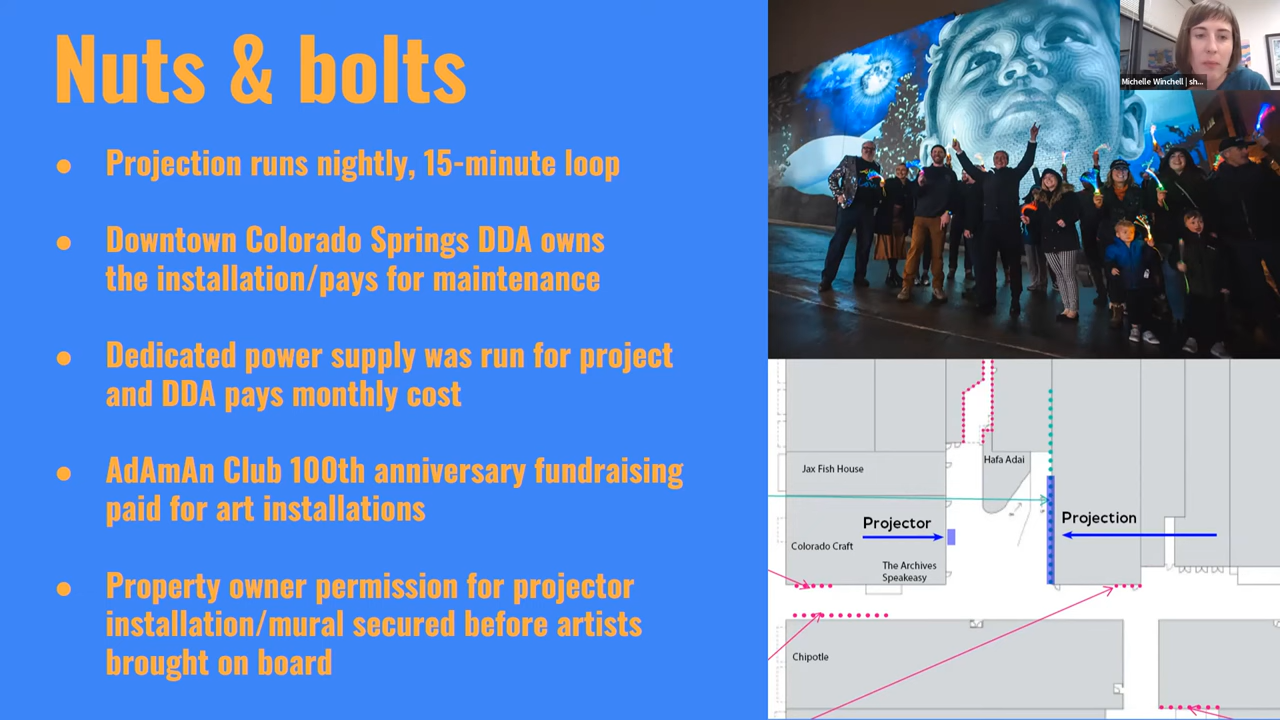 Nuts & bolts
Projection runs nightly, 15-minute loop
Downtown Colorado Springs DDA owns
the installation/pays for maintenance
Dedicated power supply was run for project
and DDA pays monthly cost
AdAmAn Club 100th anniversary fundraising
paid for art installations
Property owner permission for projector
installation/mural secured before artists
brought on board
Michelle Winchell | sh...
Jax Fish House
Hafa Adai
Projector
Projection
Colorado Craft
The Archives
Speakeasy
Chipotle